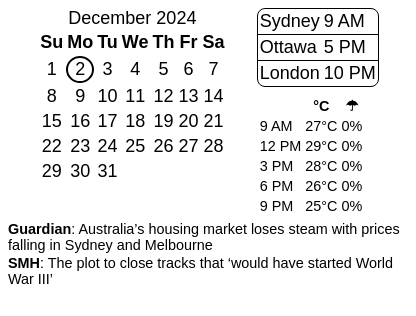 December 2024
Su Mo Tu We Th Fr Sa
1 2 3 4 5 6 7
8 9 10 11 12 13 14
15 16 17 18 19 20 21
22 23 24 25 26 27 28
29 30 31
Sydney 9 AM
Ottawa 5 PM
London 10 PM
°C ☂
9 AM 27°C 0%
12 PM 29°C 0%
3 PM 28°C 0%
6 PM 26°C 0%
9 PM 25°C 0%
Guardian: Australia’s housing market loses steam with prices
falling in Sydney and Melbourne
SMH: The plot to close tracks that ‘would have started World
War III’